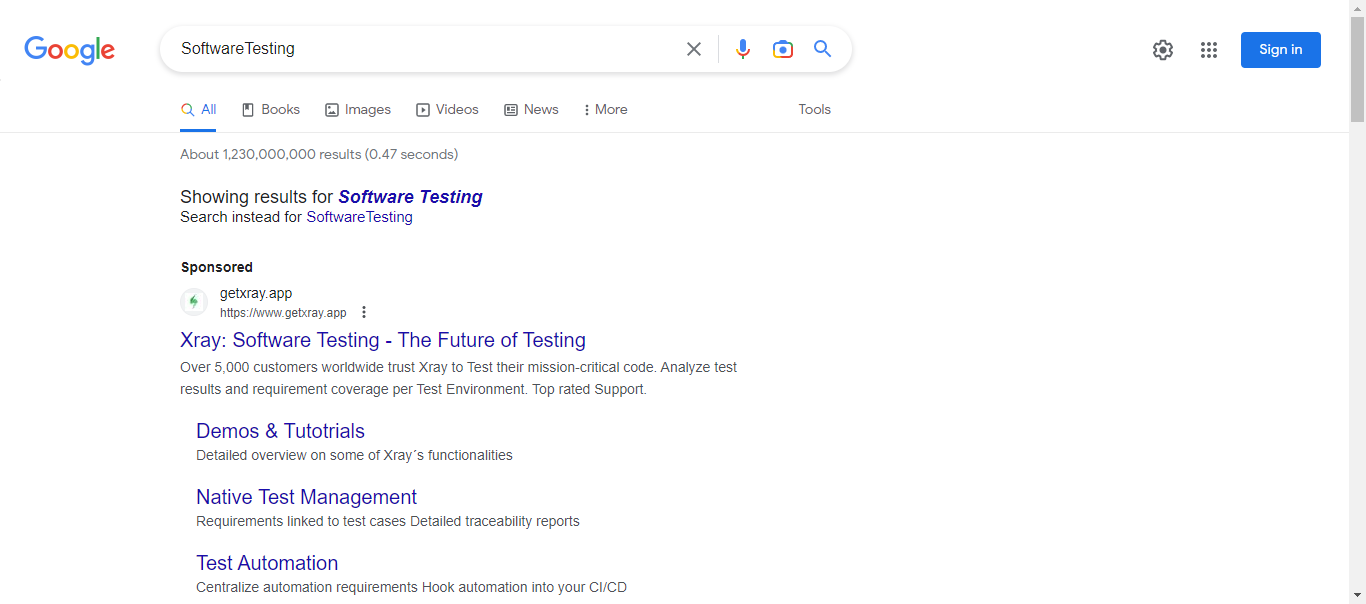 Google
SoftwareTesting
Sign in
All Books Images Videos News More Tools
About 1,230,000,000 results (0.47 seconds)
Showing results for Software Testing
Search instead for SoftwareTesting
Sponsored
getxray.app
https://www.getxray.app
Xray: Software Testing - The Future of Testing
Over 5,000 customers worldwide trust Xray to Test their mission-critical code. Analyze test
results and requirement coverage per Test Environment. Top rated Support.
Demos & Tutotrials
Detailed overview on some of Xray´s functionalities
Native Test Management
Requirements linked to test cases Detailed traceability reports
Test Automation
Centralize automation requirements Hook automation into your CI/CD